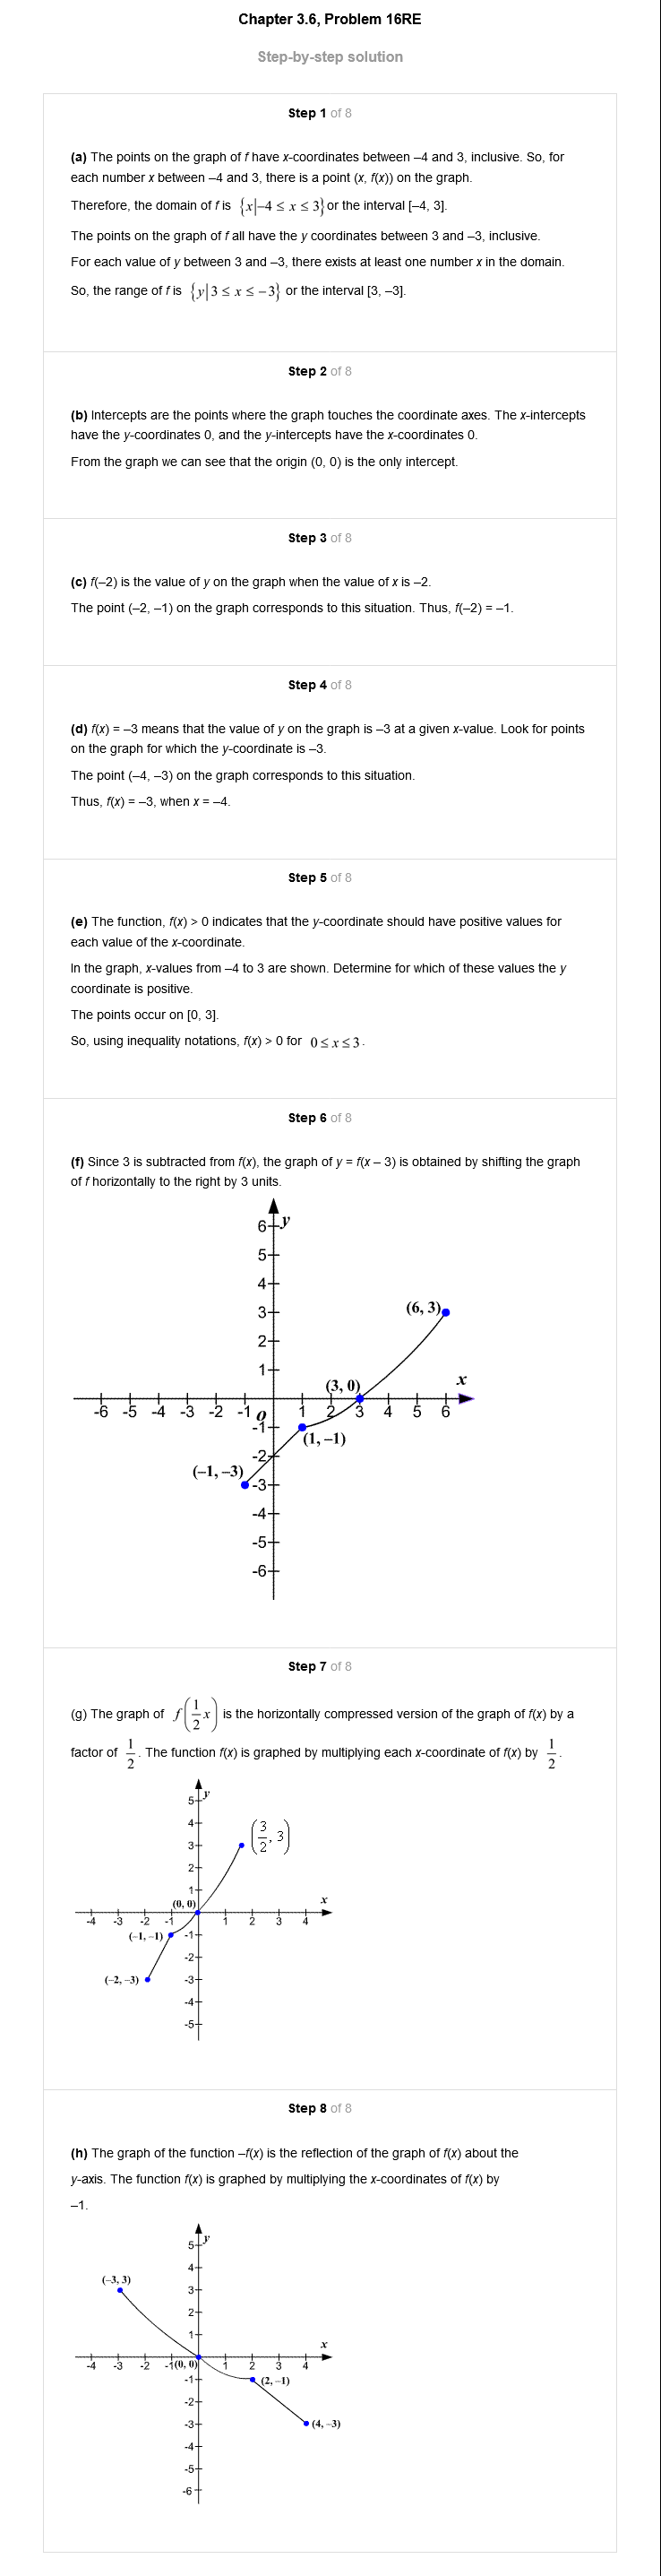 Chapter 3.6, Problem 16RE
Step-by-step solution
Step 1 of 8
(a) The points on the graph of f have x-coordinates between –4 and 3, inclusive. So, for
each number x between –4 and 3, there is a point (x, f(x)) on the graph.
Therefore, the domain of f is {x|–4 ≤ x ≤ 3} or the interval [–4, 3].
The points on the graph of f all have the y coordinates between 3 and –3, inclusive.
For each value of y between 3 and –3, there exists at least one number x in the domain.
So, the range of f is {y|3 ≤ x ≤ –3} or the interval [3, –3].
Step 2 of 8
(b) Intercepts are the points where the graph touches the coordinate axes. The x-intercepts
have the y-coordinates 0, and the y-intercepts have the x-coordinates 0.
From the graph we can see that the origin (0, 0) is the only intercept.
Step 3 of 8
(c) f(–2) is the value of y on the graph when the value of x is –2.
The point (–2, –1) on the graph corresponds to this situation. Thus, f(–2) = –1.
Step 4 of 8
(d) f(x) = –3 means that the value of y on the graph is –3 at a given x-value. Look for points
on the graph for which the y-coordinate is –3.
The point (–4, –3) on the graph corresponds to this situation.
Thus, f(x) = –3, when x = –4.
Step 5 of 8
(e) The function, f(x) > 0 indicates that the y-coordinate should have positive values for
each value of the x-coordinate.
In the graph, x-values from –4 to 3 are shown. Determine for which of these values the y
coordinate is positive.
The points occur on [0, 3].
So, using inequality notations, f(x) > 0 for 0 ≤ x ≤ 3.
Step 6 of 8
(f) Since 3 is subtracted from f(x), the graph of y = f(x – 3) is obtained by shifting the graph
of f horizontally to the right by 3 units.
6 y
5
4
3 (6, 3)
2
1 (3, 0) x
-6 -5 -4 -3 -2 -1 O 1 2 3 4 5 6
-1 (1, –1)
-2
(–1, –3) -3
-4
-5
-6
Step 7 of 8
(g) The graph of f(1/2 x) is the horizontally compressed version of the graph of f(x) by a
factor of 1/2. The function f(x) is graphed by multiplying each x-coordinate of f(x) by 1/2.
5 y
4
3 (3/2, 3)
2
1
(0, 0) x
-4 -3 -2 -1 1 2 3 4
(–1, –1) -1
-2
(–2, –3) -3
-4
-5
Step 8 of 8
(h) The graph of the function –f(x) is the reflection of the graph of f(x) about the
y-axis. The function f(x) is graphed by multiplying the x-coordinates of f(x) by
–1.
5 y
4
(–3, 3) 3
2
1
x
-4 -3 -2 -1 (0, 0) 1 2 3 4
-1 (2, –1)
-2
-3 (4, –3)
-4
-5
-6